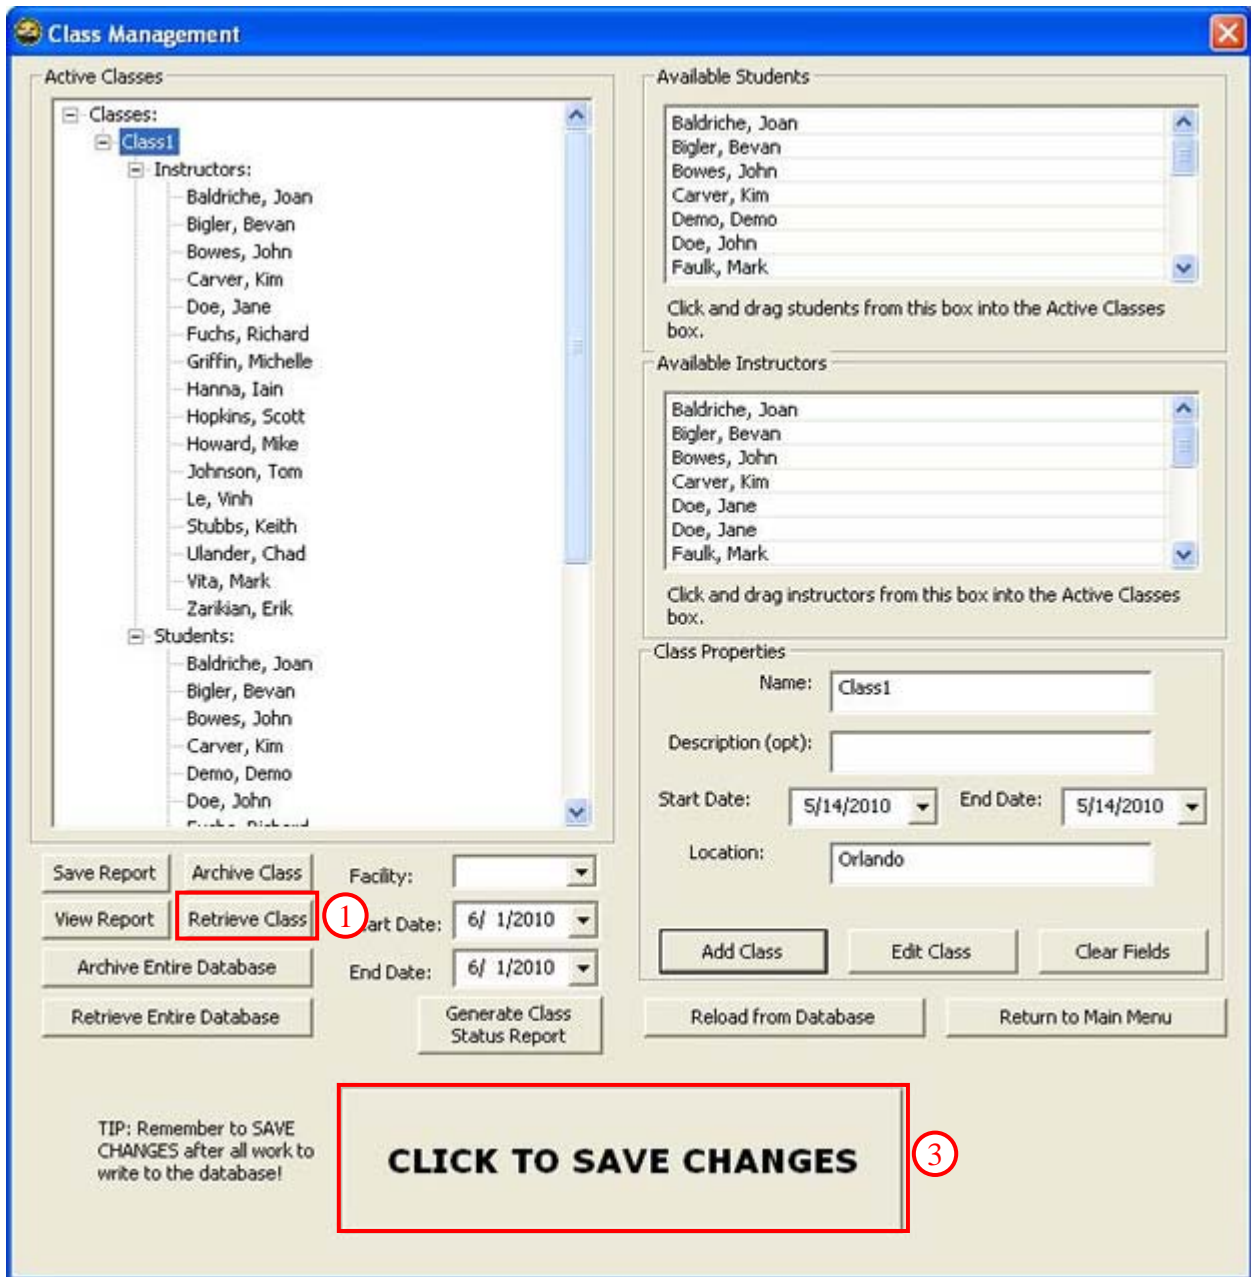 Class Management
Active Classes
Classes:
Class1
Instructors:
Baldriche, Joan
Bigler, Bevan
Bowes, John
Carver, Kim
Doe, Jane
Fuchs, Richard
Griffin, Michelle
Hanna, Iain
Hopkins, Scott
Howard, Mike
Johnson, Tom
Le, Vinh
Stubbs, Keith
Ulander, Chad
Vita, Mark
Zarikian, Erik
Students:
Baldriche, Joan
Bigler, Bevan
Bowes, John
Carver, Kim
Demo, Demo
Doe, John
Available Students
Baldriche, Joan
Bigler, Bevan
Bowes, John
Carver, Kim
Demo, Demo
Doe, John
Faulk, Mark
Click and drag students from this box into the Active Classes
box.
Available Instructors
Baldriche, Joan
Bigler, Bevan
Bowes, John
Carver, Kim
Doe, Jane
Doe, Jane
Faulk, Mark
Click and drag instructors from this box into the Active Classes
box.
Class Properties
Name: Class1
Description (opt):
Start Date: 5/14/2010 End Date: 5/14/2010
Location: Orlando
Add Class Edit Class Clear Fields
Save Report Archive Class Facility:
View Report Retrieve Class 1 art Date: 6/ 1/2010
Archive Entire Database End Date: 6/ 1/2010
Retrieve Entire Database Generate Class
Status Report
Reload from Database Return to Main Menu
TIP: Remember to SAVE
CHANGES after all work to
write to the database!
CLICK TO SAVE CHANGES 3